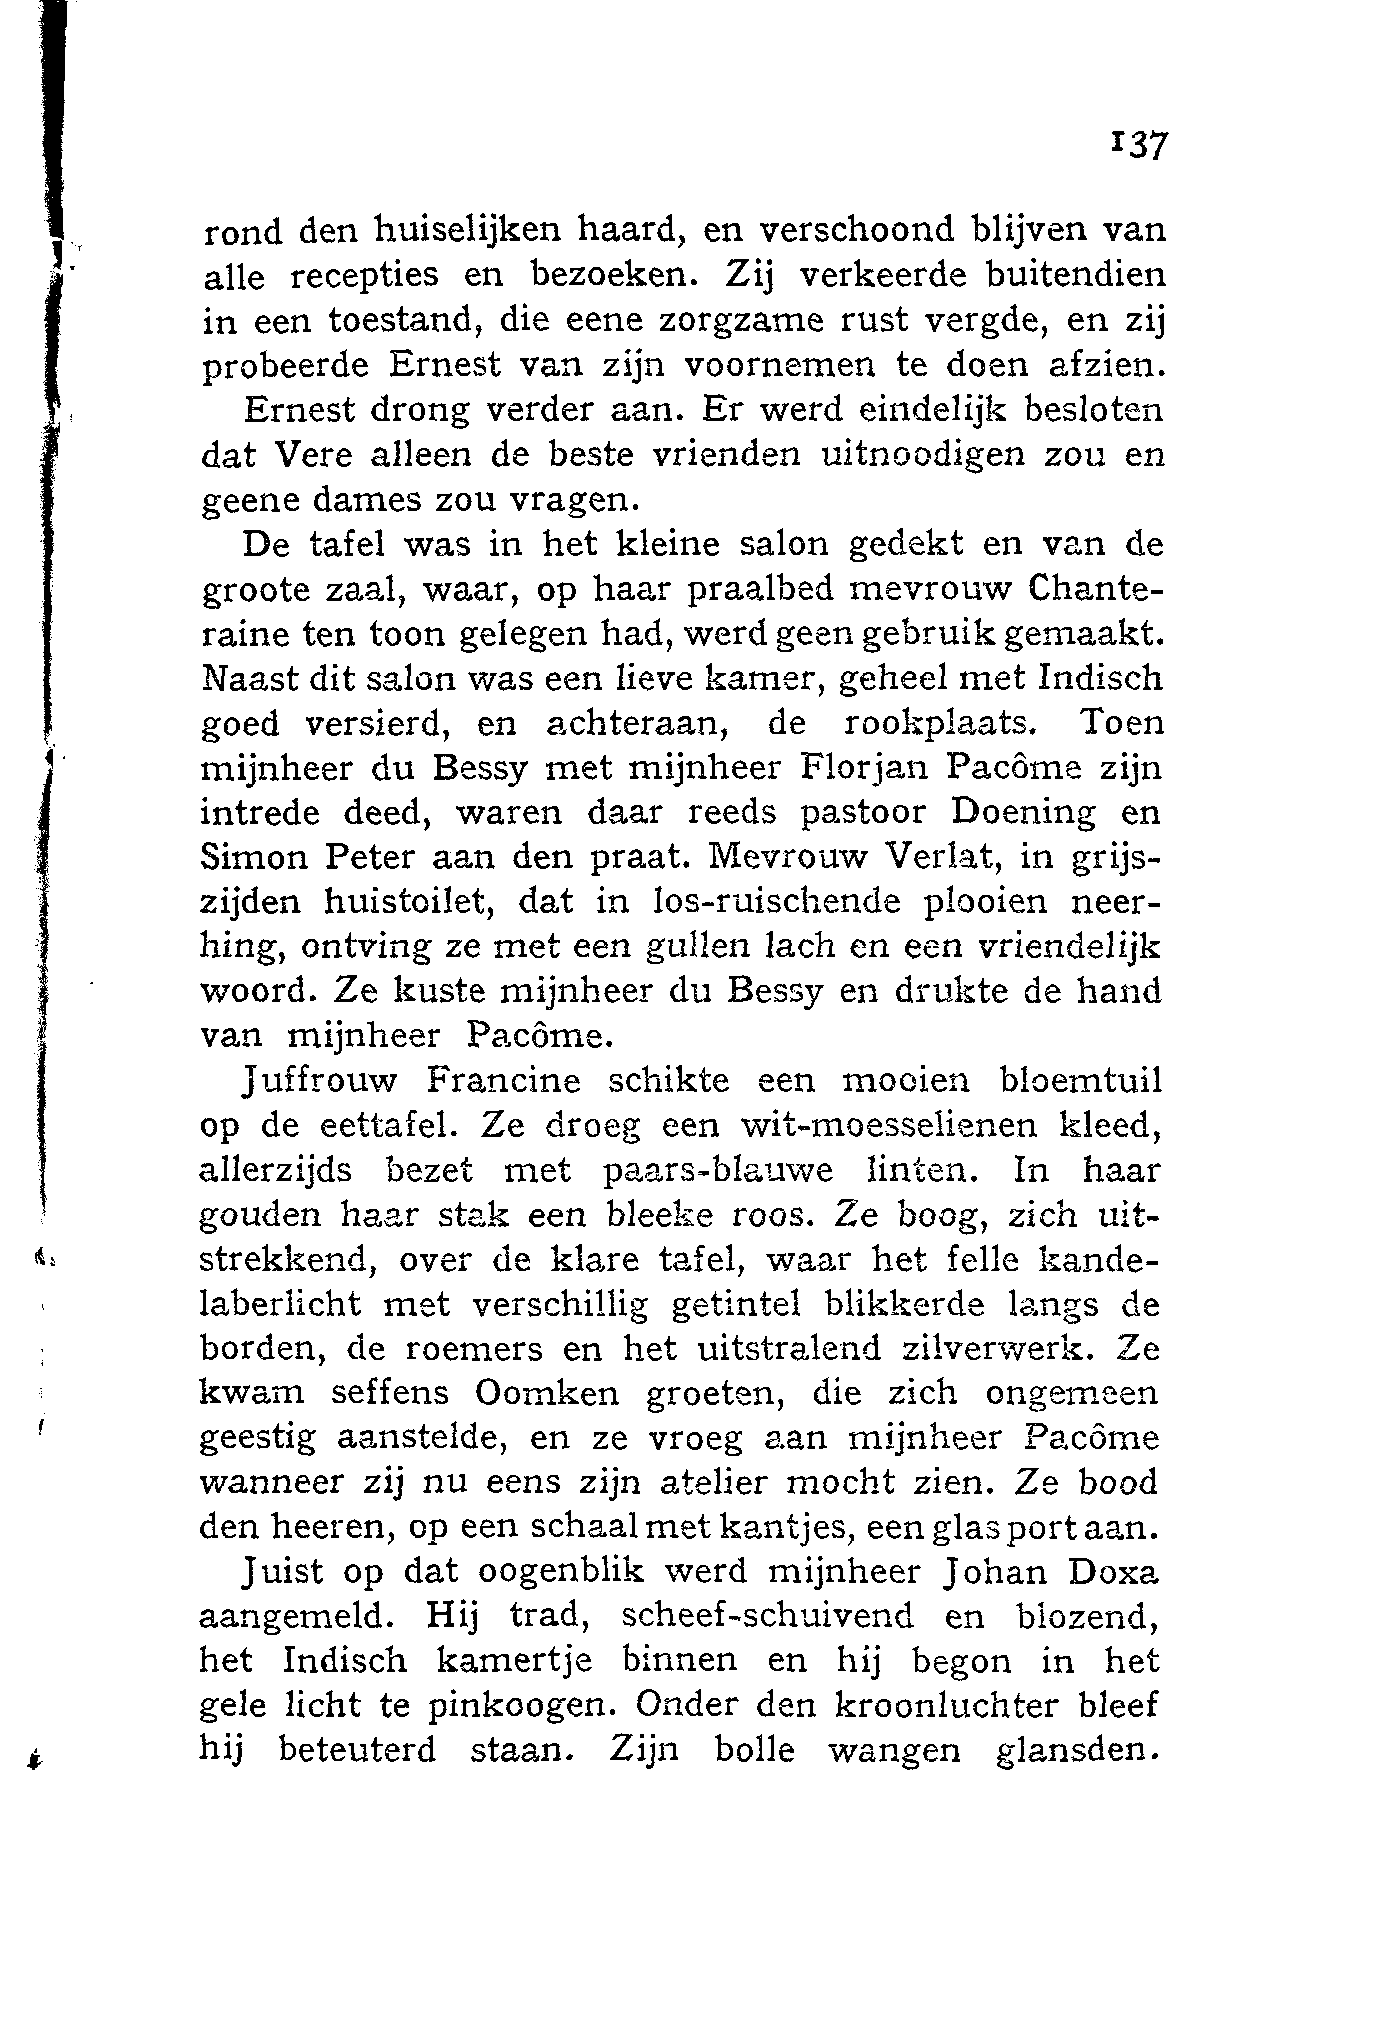 137
rond den huiselijken haard, en verschoond blijven van
alle recepties en bezoeken. Zij verkeerde buitendien
in een toestand, die eene zorgzame rust vergde, en zij
probeerde Ernest van zijn voornemen te doen afzien.
Ernest drong verder aan. Er werd eindelijk besloten
dat Vere alleen de beste vrienden uitnoodigen zou en
geene dames zou vragen.
De tafel was in het kleine salon gedekt en van de
groote zaal, waar, op haar praalbed mevrouw Chante-
raine ten toon gelegen had, werd geen gebruik gemaakt.
Naast dit salon was een lieve kamer, geheel met Indisch
goed versierd, en achteraan, de rookplaats. Toen
mijnheer du Bessy met mijnheer Florjan Pacôme zijn
intrede deed, waren daar reeds pastoor Doening en
Simon Peter aan den praat. Mevrouw Verlat, in grijs-
zijden huistoilet, dat in los-ruischende plooien neer-
hing, ontving ze met een gullen lach en een vriendelijk
woord. Ze kuste mijnheer du Bessy en drukte de hand
van mijnheer Pacôme.
Juffrouw Francine schikte een mooien bloemtuil
op de eettafel. Ze droeg een wit-moesselienen kleed,
allerzijds bezet met paars-blauwe linten. In haar
gouden haar stak een bleeke roos. Ze boog, zich uit-
strekkend, over de klare tafel, waar het felle kande-
laberlicht met verschillig getintel blikkerde langs de
borden, de roemers en het uitstralend zilverwerk. Ze
kwam seffens Oomken groeten, die zich ongemeen
geestig aanstelde, en ze vroeg aan mijnheer Pacôme
wanneer zij nu eens zijn atelier mocht zien. Ze bood
den heeren, op een schaal met kantjes, een glas port aan.
Juist op dat oogenblik werd mijnheer Johan Doxa
aangemeld. Hij trad, scheef-schuivend en blozend,
het Indisch kamertje binnen en hij begon in het
gele licht te pinkoogen. Onder den kroonluchter bleef
hij beteuterd staan. Zijn bolle wangen glansden.